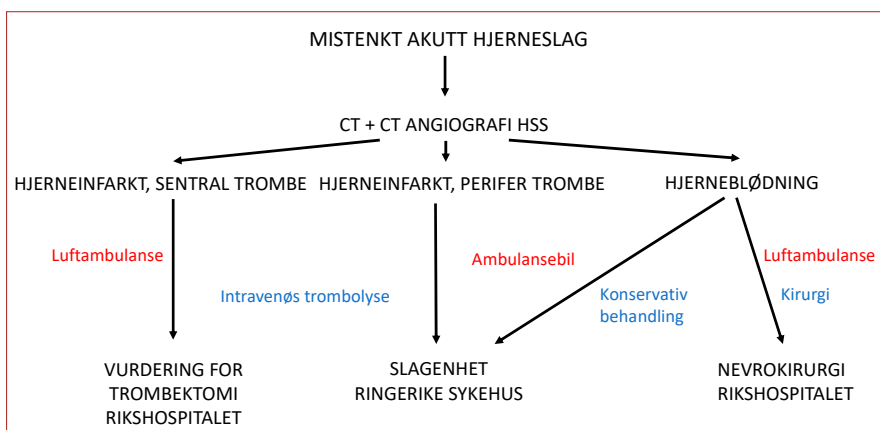 MISTENKT AKUTT HJERNESLAG
CT + CT ANGIOGRAFI HSS
HJERNEINFARKT, SENTRAL TROMBE
HJERNEINFARKT, PERIFER TROMBE
HJERNEBLØDNING
Luftambulanse
Ambulansebil
Luftambulanse
Intravenøs trombolyse
Konservativ
behandling
Kirurgi
VURDERING FOR
TROMBEKTOMI
RIKSHOSPITALET
SLAGENHET
RINGERIKE SYKEHUS
NEVROKIRURGI
RIKSHOSPITALET